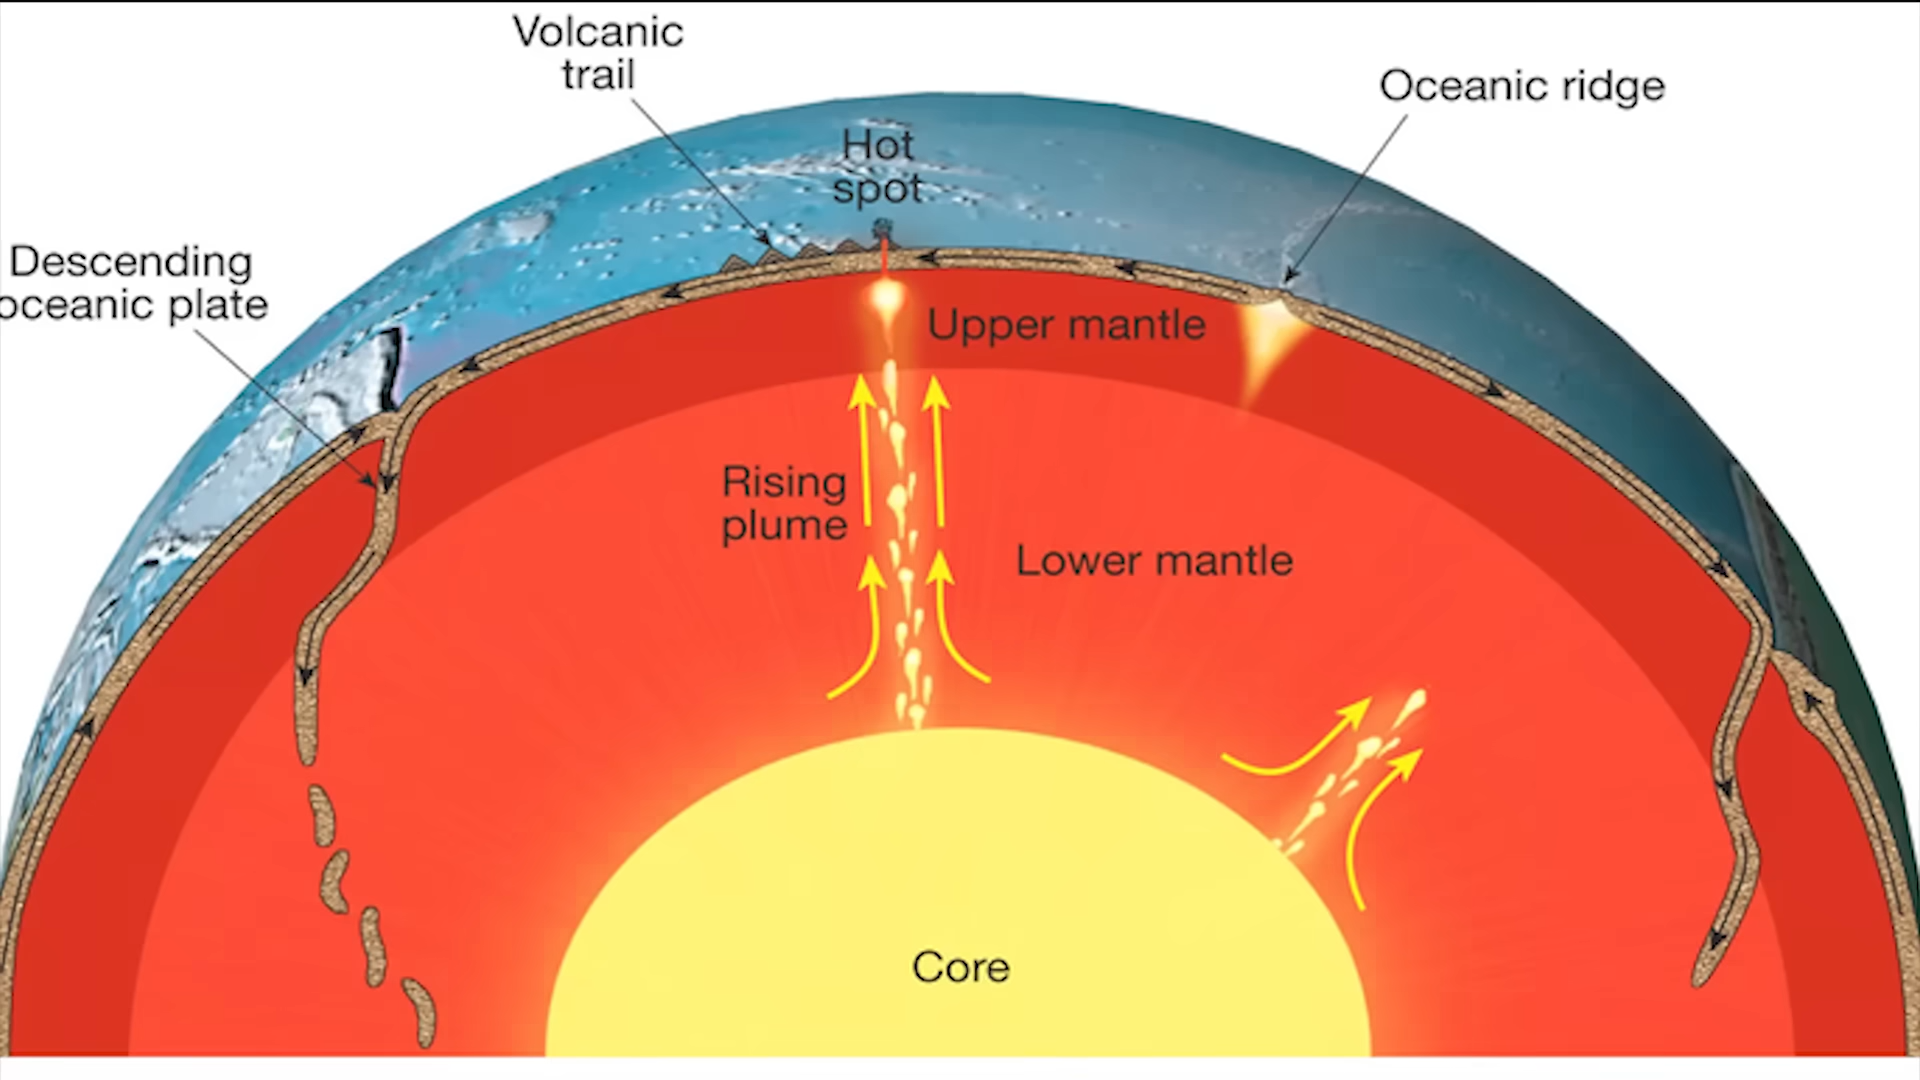 Volcanic
trail
Oceanic ridge
Hot
spot
Descending
oceanic plate
Upper mantle
Rising
plume
Lower mantle
Core